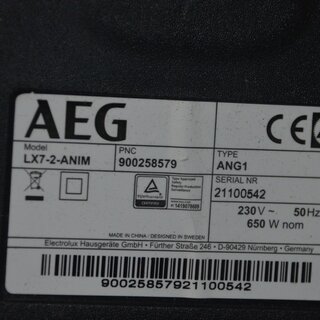 AEG
CE
Model
LX7-2-ANIM
PNC
900258579
TYPE
ANG1
SERIAL NR
21100542
230V ~ 50Hz
650 W nom
MADE IN CHINA / DESIGNED IN SWEDEN
Electrolux Hausgeräte GmbH · Fürther Straße 246 · D-90429 Nürnberg · Germany
90025857921100542